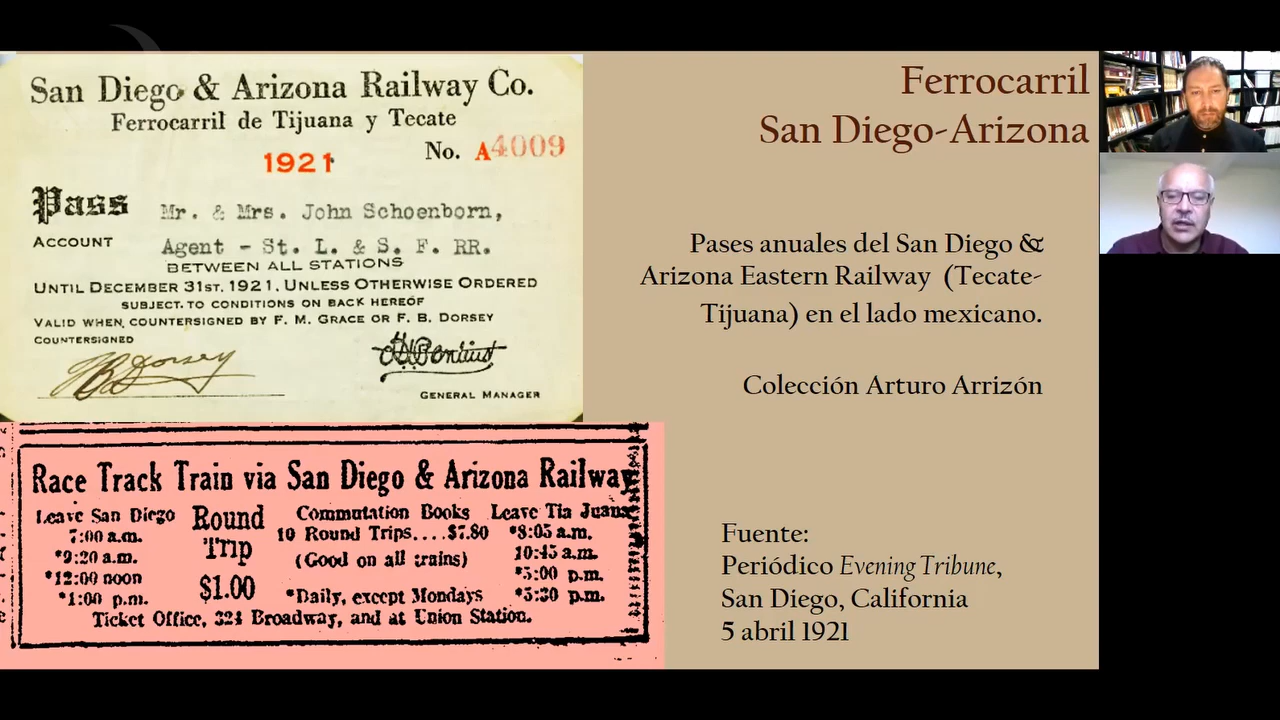 San Diego & Arizona Railway Co.
Ferrocarril de Tijuana y Tecate
1921
No. A4009
Pass
Mr. & Mrs. John Schoenborn,
ACCOUNT
Agent - St. L. & S. F. RR.
BETWEEN ALL STATIONS
UNTIL DECEMBER 31ST, 1921, UNLESS OTHERWISE ORDERED
SUBJECT TO CONDITIONS ON BACK HEREOF
VALID WHEN COUNTERSIGNED BY F. M. GRACE OR F. B. DORSEY
COUNTERSIGNED
F B Dorsey
GENERAL MANAGER
Race Track Train via San Diego & Arizona Railway
Leave San Diego
7:00 a.m.
*9:20 a.m.
*12:00 noon
*1:00 p.m.
Round
Trip
$1.00
Commutation Books
10 Round Trips....$7.80
(Good on all trains)
*Daily, except Mondays
Leave Tia Juana
*8:05 a.m.
10:45 a.m.
*5:00 p.m.
*5:30 p.m.
Ticket Office, 324 Broadway, and at Union Station.
Ferrocarril
San Diego-Arizona
Pases anuales del San Diego &
Arizona Eastern Railway (Tecate-
Tijuana) en el lado mexicano.
Colección Arturo Arrizón
Fuente:
Periódico Evening Tribune,
San Diego, California
5 abril 1921